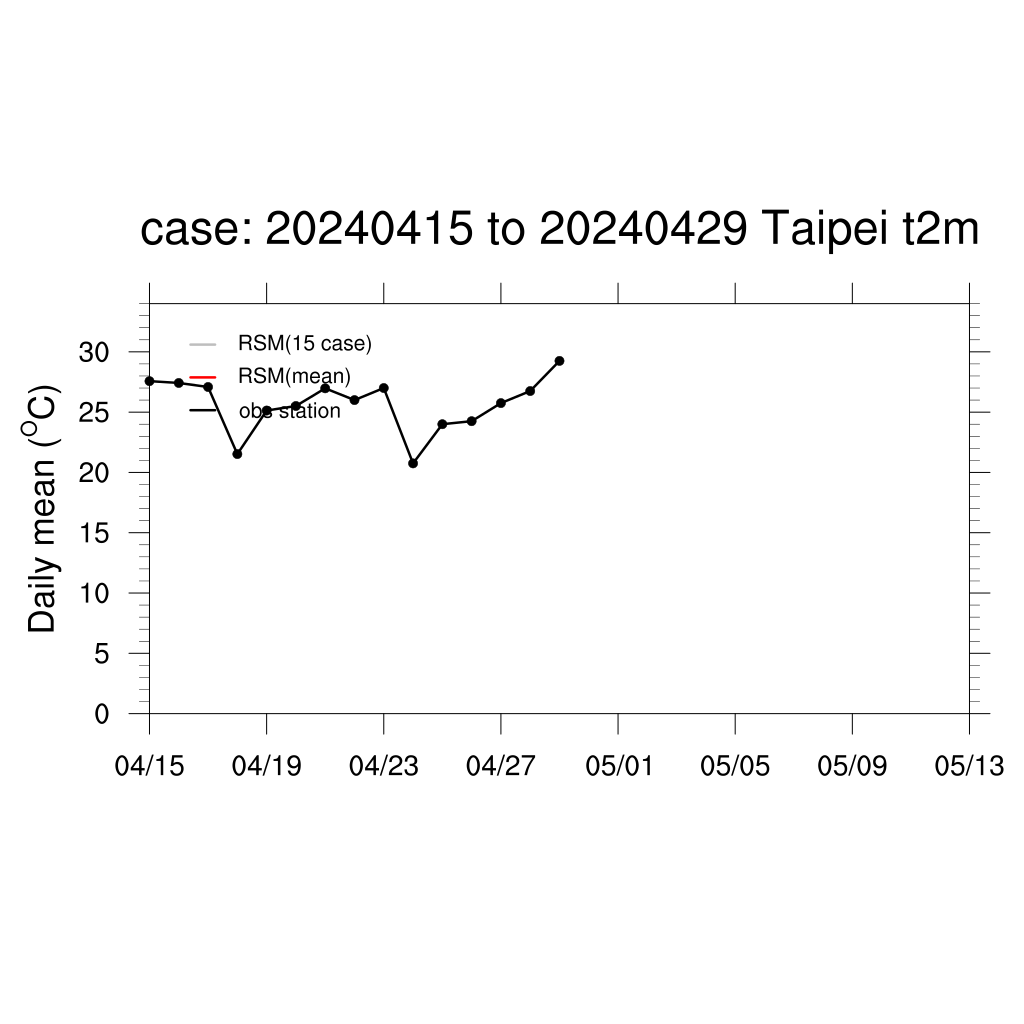 case: 20240415 to 20240429 Taipei t2m
RSM(15 case)
RSM(mean)
obs station
Daily mean (°C)
30
25
20
15
10
5
0
04/15 04/19 04/23 04/27 05/01 05/05 05/09 05/13